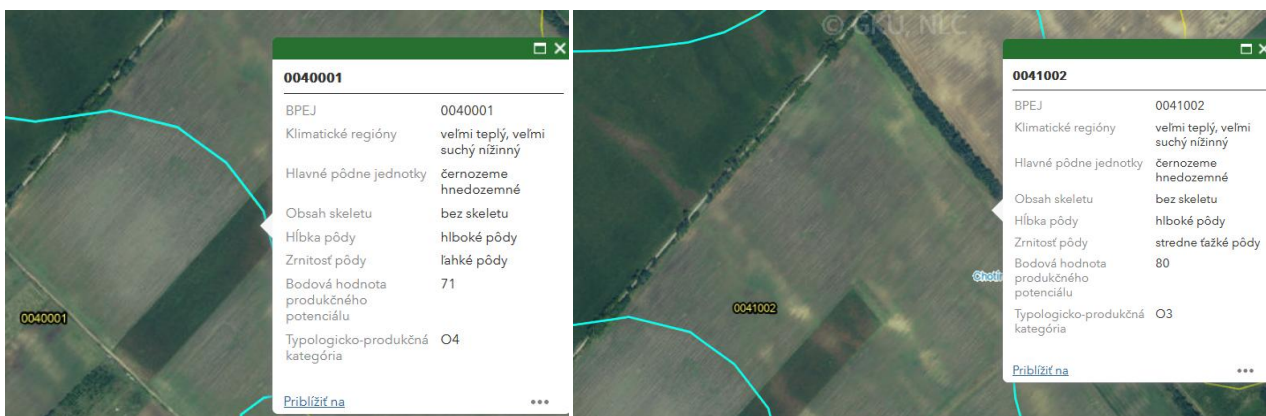 0040001
BPEJ 0040001
Klimatické regióny veľmi teplý, veľmi
suchý nížinný
Hlavné pôdne jednotky černozeme
hnedozemné
Obsah skeletu bez skeletu
Hĺbka pôdy hlboké pôdy
Zrnitosť pôdy ľahké pôdy
Bodová hodnota 71
produkčného
potenciálu
Typologicko-produkčná O4
kategória
Priblížiť na
0040001
© GKU, NLC
0041002
BPEJ 0041002
Klimatické regióny veľmi teplý, veľmi
suchý nížinný
Hlavné pôdne jednotky černozeme
hnedozemné
Obsah skeletu bez skeletu
Hĺbka pôdy hlboké pôdy
Zrnitosť pôdy stredne ťažké pôdy
Bodová hodnota 80
produkčného
potenciálu
Typologicko-produkčná O3
kategória
Priblížiť na
0041002